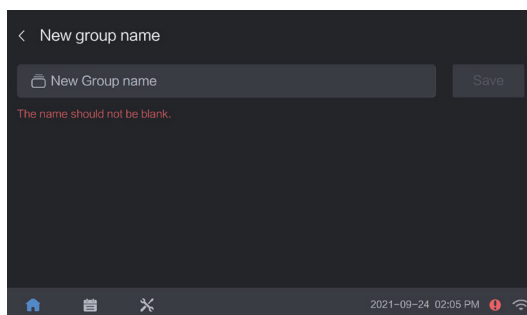 New group name
New Group name
Save
The name should not be blank.
2021-09-24 02:05 PM